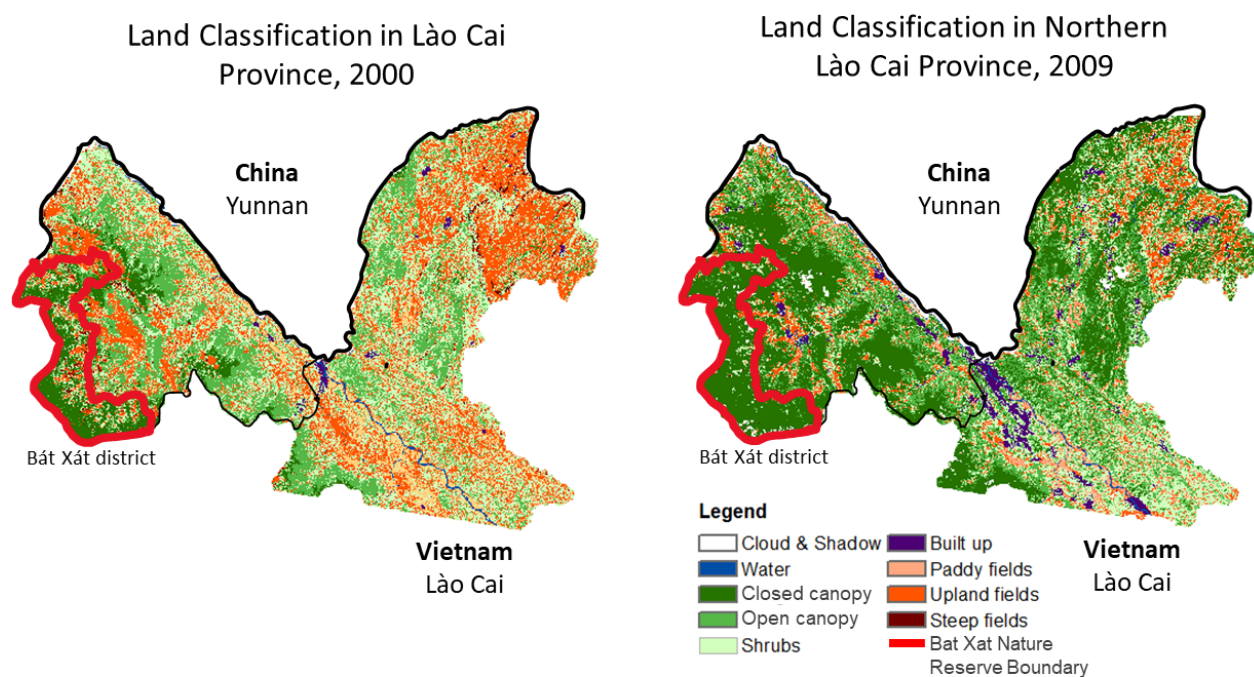 Land Classification in Lào Cai
Province, 2000
China
Yunnan
Bát Xát district
Vietnam
Lào Cai
Land Classification in Northern
Lào Cai Province, 2009
China
Yunnan
Bát Xát district
Vietnam
Lào Cai
Legend
Cloud & Shadow
Water
Closed canopy
Open canopy
Shrubs
Built up
Paddy fields
Upland fields
Steep fields
Bat Xat Nature
Reserve Boundary